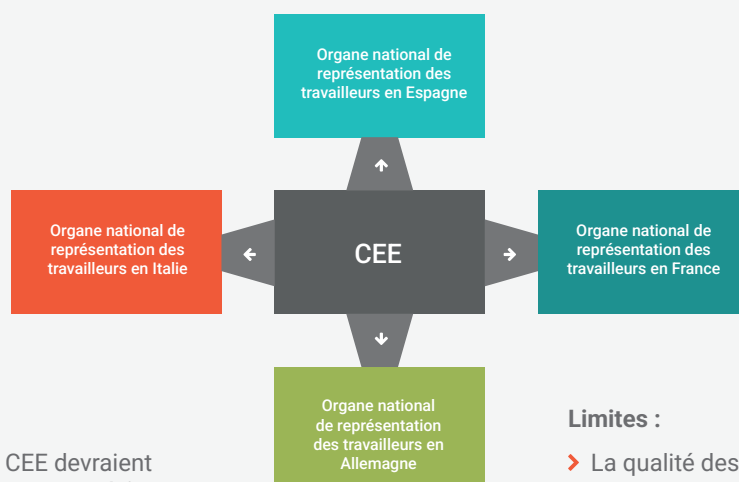 Organe national de
représentation des
travailleurs en Espagne
Organe national de
représentation des
travailleurs en Italie
CEE
Organe national de
représentation des
travailleurs en France
Organe national
de représentation
des travailleurs en
Allemagne
CEE devraient
Limites :
La qualité des